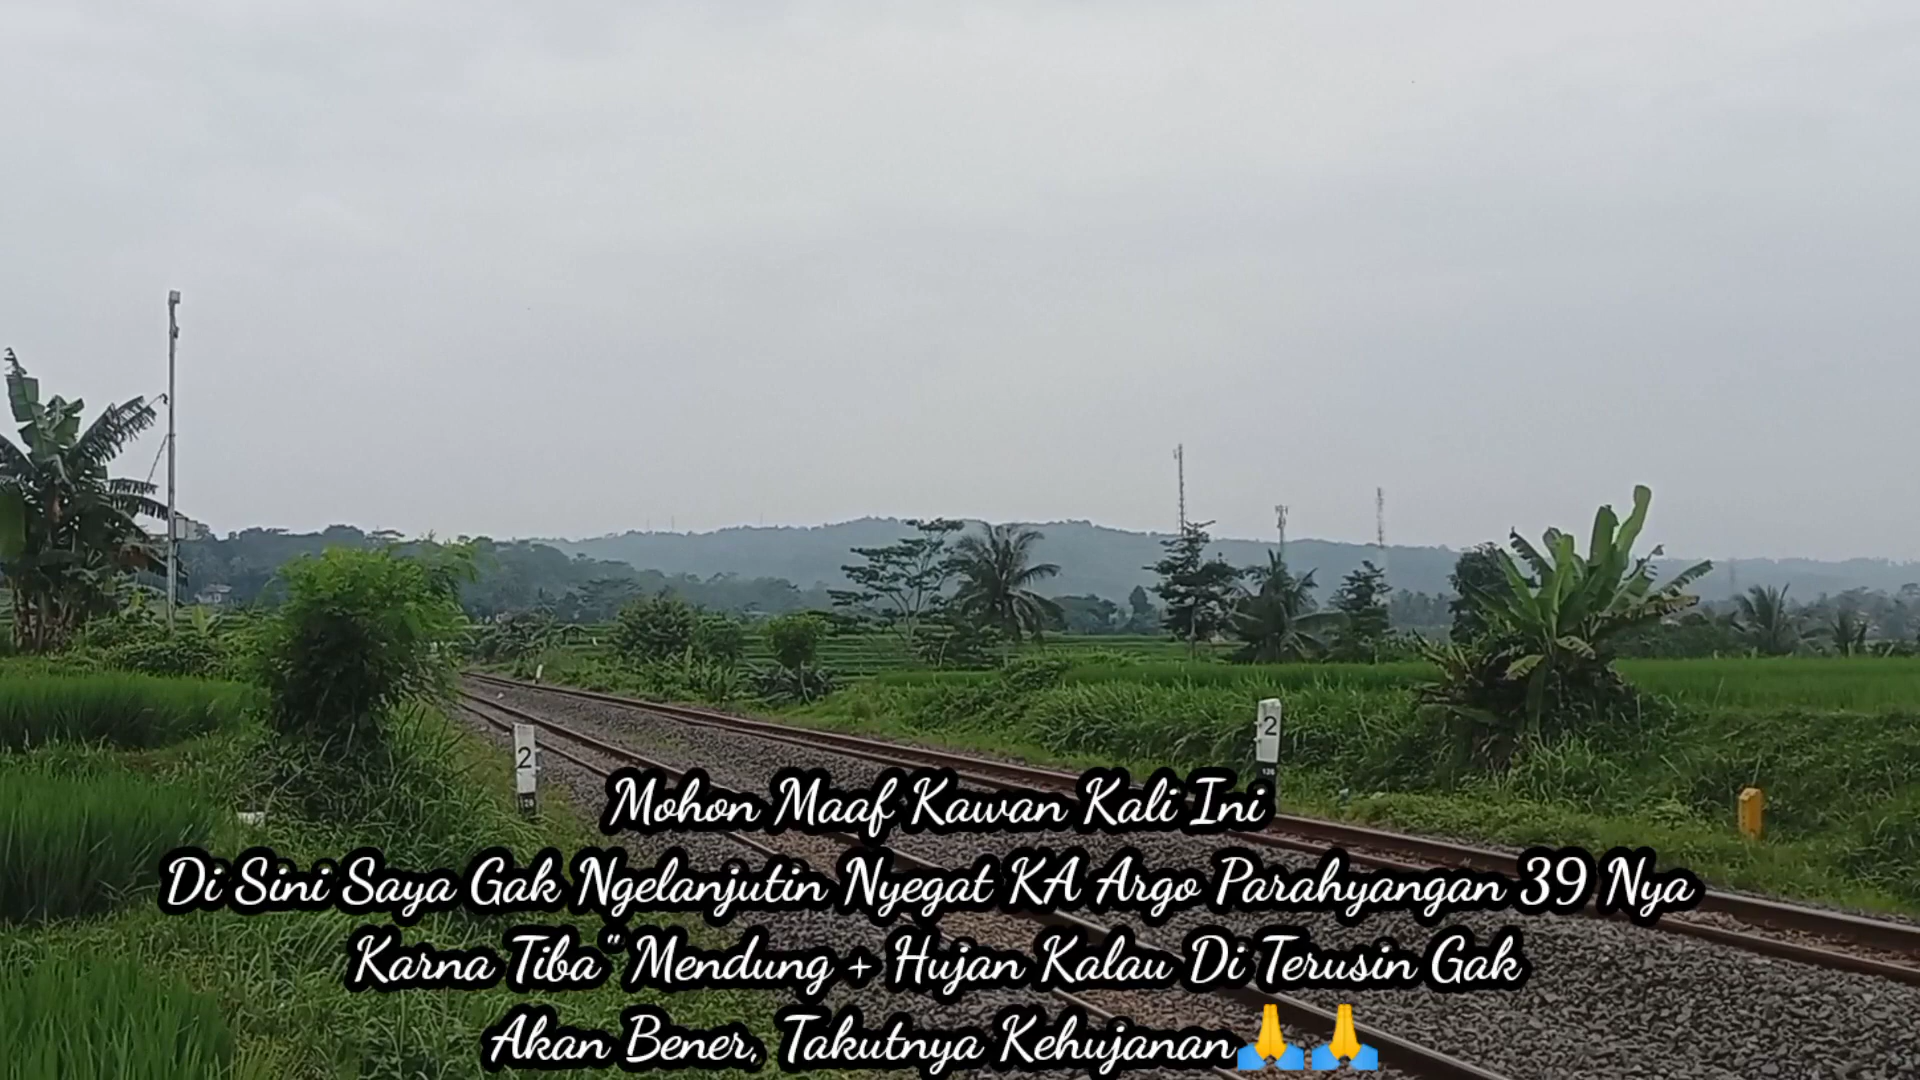 2
2
126
Mohon Maaf Kawan Kali Ini
Di Sini Saya Gak Ngelanjutin Nyegat KA Argo Parahyangan 39 Nya
Karna Tiba" Mendung + Hujan Kalau Di Terusin Gak
Akan Bener, Takutnya Kehujanan🙏🙏